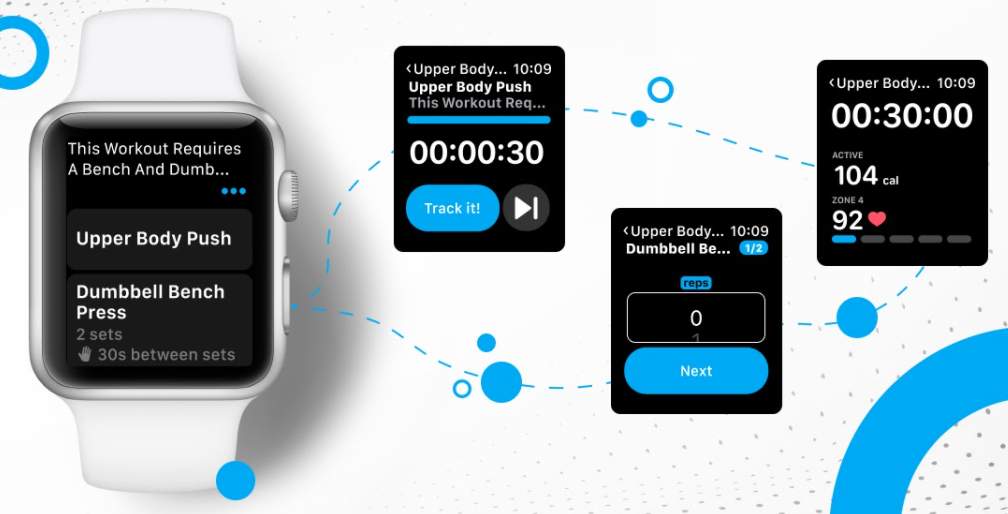 This Workout Requires
A Bench And Dumb...
Upper Body Push
Dumbbell Bench
Press
2 sets
30s between sets
‹Upper Body... 10:09
Upper Body Push
This Workout Req...
00:00:30
Track it!
‹Upper Body... 10:09
Dumbbell Be... 1/2
reps
0
1
Next
‹Upper Body... 10:09
00:30:00
ACTIVE
104 cal
ZONE 4
92